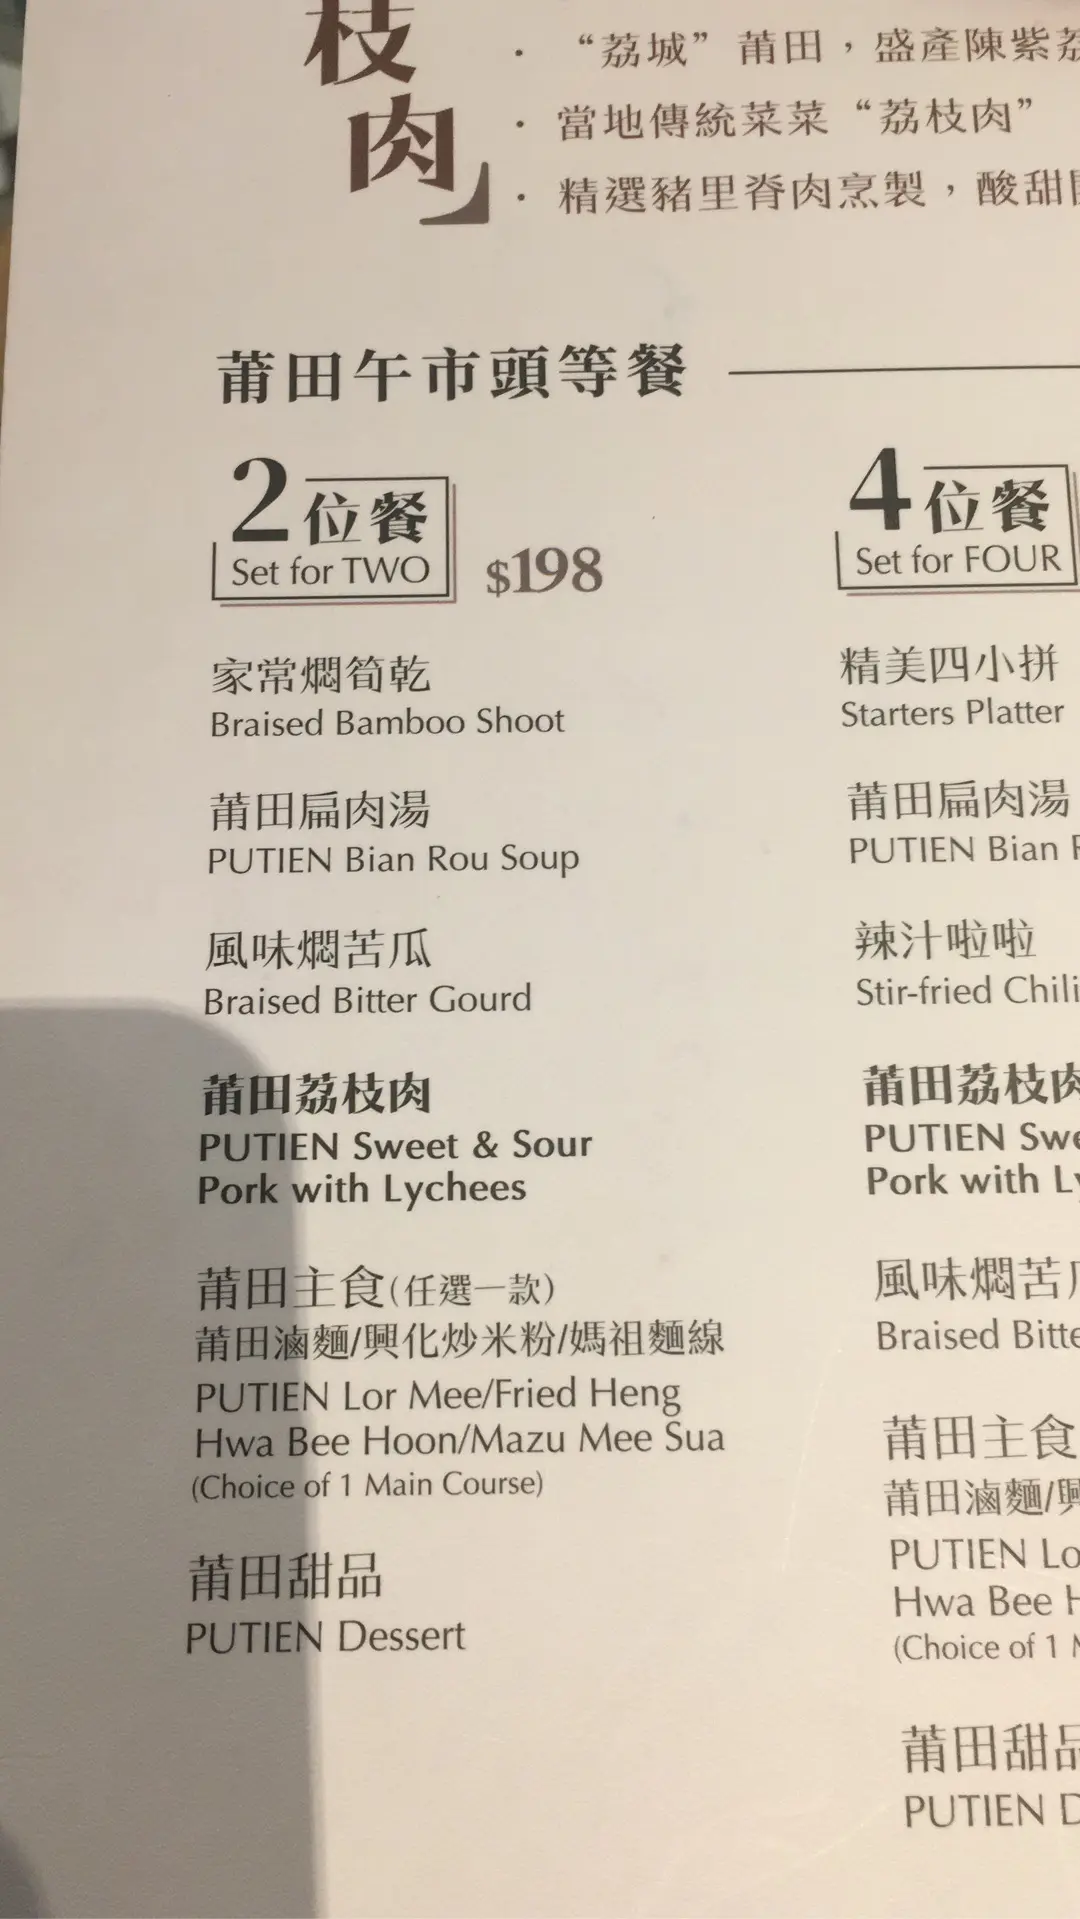 枝
肉」
· “荔城”莆田，盛產陳紫荔
· 當地傳統菜菜“荔枝肉”
· 精選豬里脊肉烹製，酸甜
莆田午市頭等餐
2位餐
Set for TWO
$198
家常燜筍乾
Braised Bamboo Shoot
莆田扁肉湯
PUTIEN Bian Rou Soup
風味燜苦瓜
Braised Bitter Gourd
莆田荔枝肉
PUTIEN Sweet & Sour
Pork with Lychees
莆田主食(任選一款)
莆田滷麵/興化炒米粉/媽祖麵線
PUTIEN Lor Mee/Fried Heng
Hwa Bee Hoon/Mazu Mee Sua
(Choice of 1 Main Course)
莆田甜品
PUTIEN Dessert
4位餐
Set for FOUR
精美四小拼
Starters Platter
莆田扁肉湯
PUTIEN Bian
辣汁啦啦
Stir-fried Chili
莆田荔枝肉
PUTIEN Swe
Pork with Ly
風味燜苦瓜
Braised Bitte
莆田主食
莆田滷麵/興
PUTIEN Lo
Hwa Bee H
(Choice of 1
莆田甜品
PUTIEN D